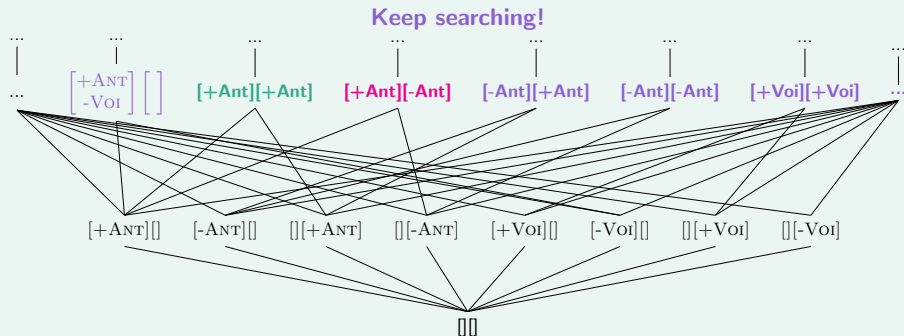 Keep searching!
... ... ... ... ... ... ... ...
... [+ANT -VOI][ ] [+Ant][+Ant] [+Ant][-Ant] [-Ant][+Ant] [-Ant][-Ant] [+Voi][+Voi] ...
[+ANT][] [-ANT][] [][+ANT] [][-ANT] [+VOI][] [-VOI][] [][+VOI] [][-VOI]
[][]